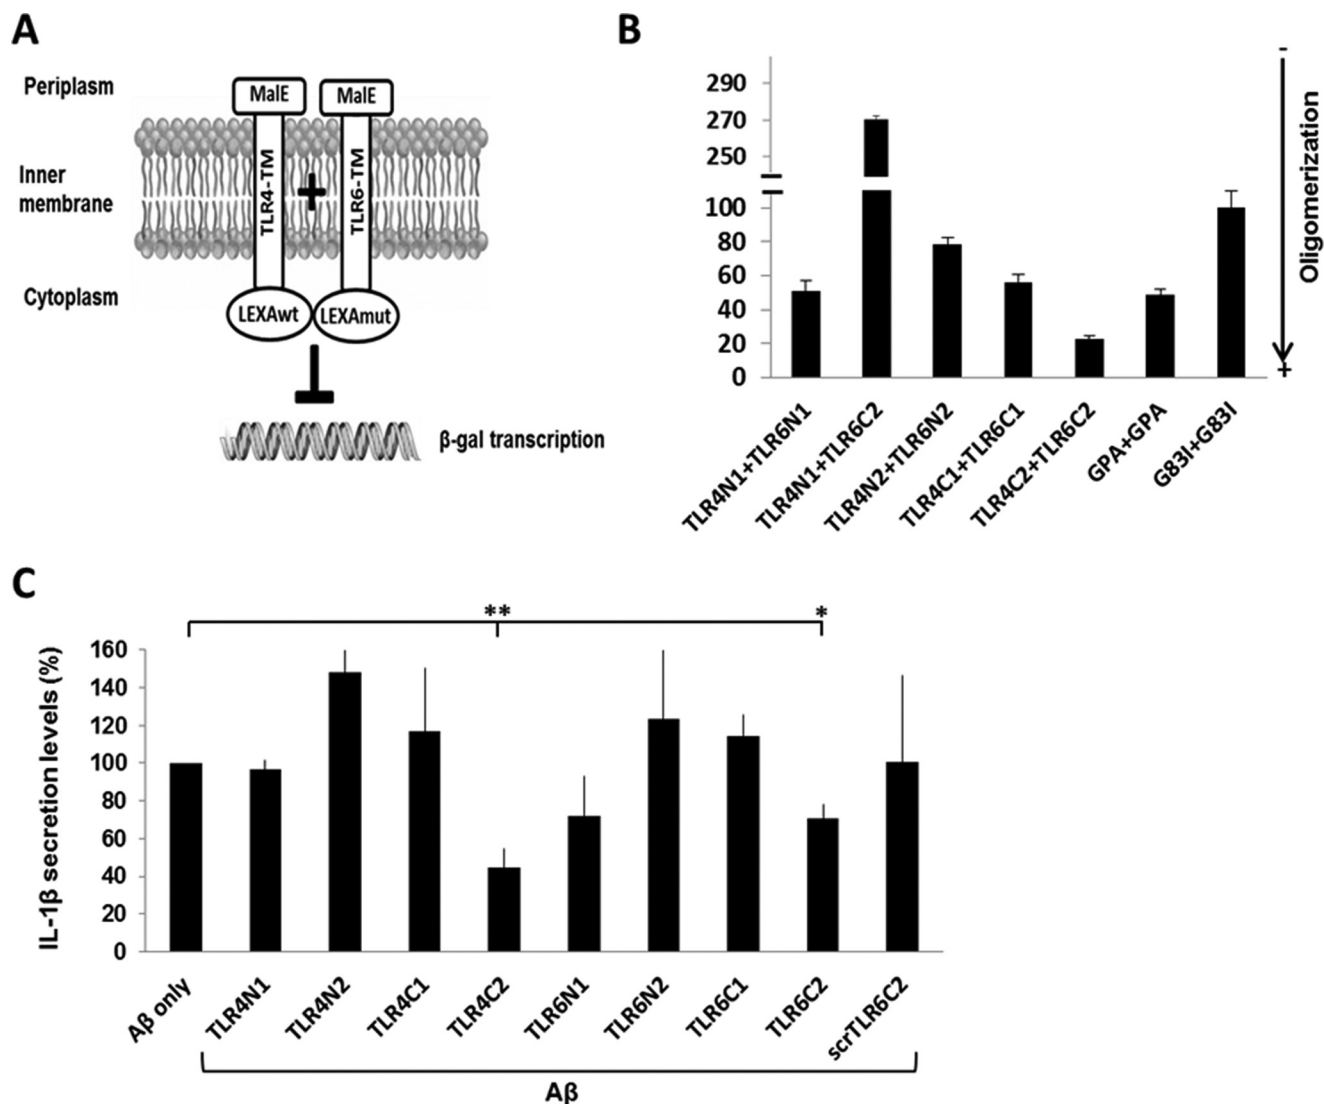 A
Periplasm
MalE
MalE
Inner
membrane
TLR4-TM
+
TLR6-TM
Cytoplasm
LEXAwt
LEXAmut
β-gal transcription
B
290
270
250
100
80
60
40
20
0
TLR4N1+TLR6N1
TLR4N1+TLR6C2
TLR4N2+TLR6N2
TLR4C1+TLR6C1
TLR4C2+TLR6C2
GPA+GPA
G83I+G83I
-
Oligomerization
+
C
**
*
IL-1β secretion levels (%)
160
140
120
100
80
60
40
20
0
Aβ only
TLR4N1
TLR4N2
TLR4C1
TLR4C2
TLR6N1
TLR6N2
TLR6C1
TLR6C2
scrTLR6C2
Aβ